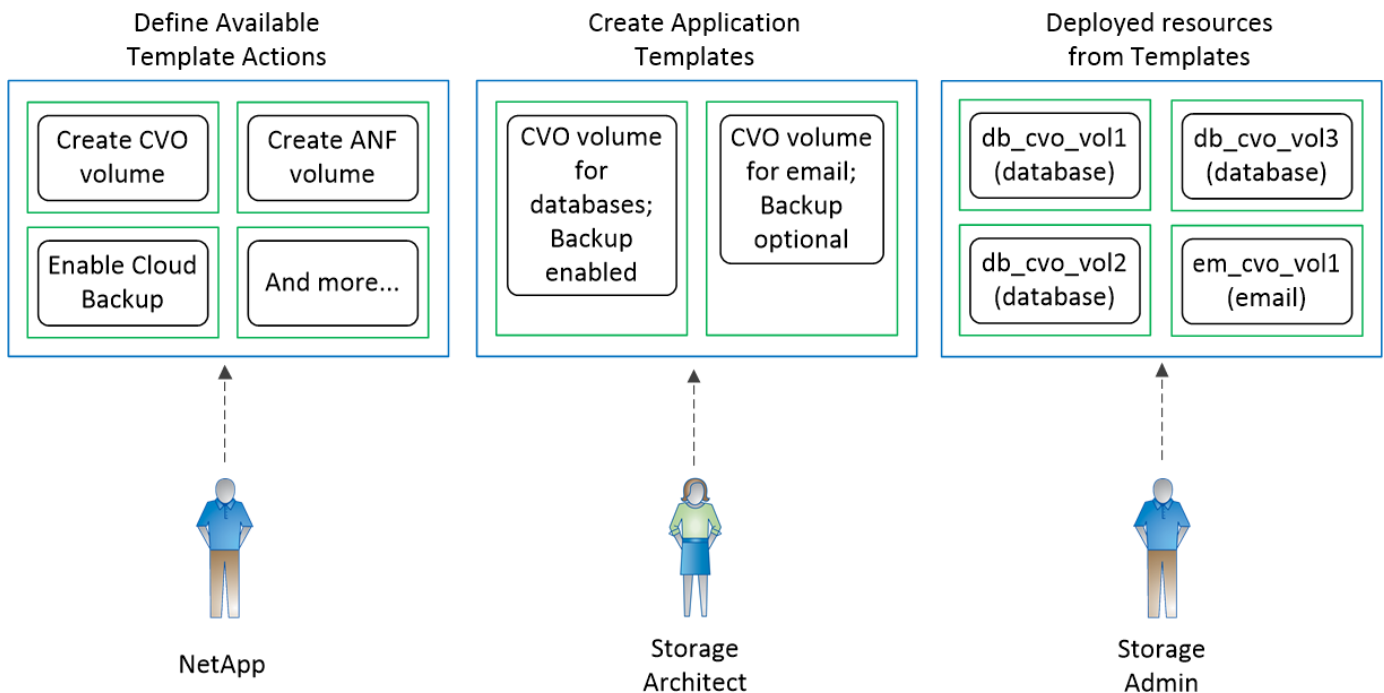 Define Available
Template Actions
Create CVO
volume
Create ANF
volume
Enable Cloud
Backup
And more...
NetApp
Create Application
Templates
CVO volume
for
databases;
Backup
enabled
CVO volume
for email;
Backup
optional
Storage
Architect
Deployed resources
from Templates
db_cvo_vol1
(database)
db_cvo_vol3
(database)
db_cvo_vol2
(database)
em_cvo_vol1
(email)
Storage
Admin